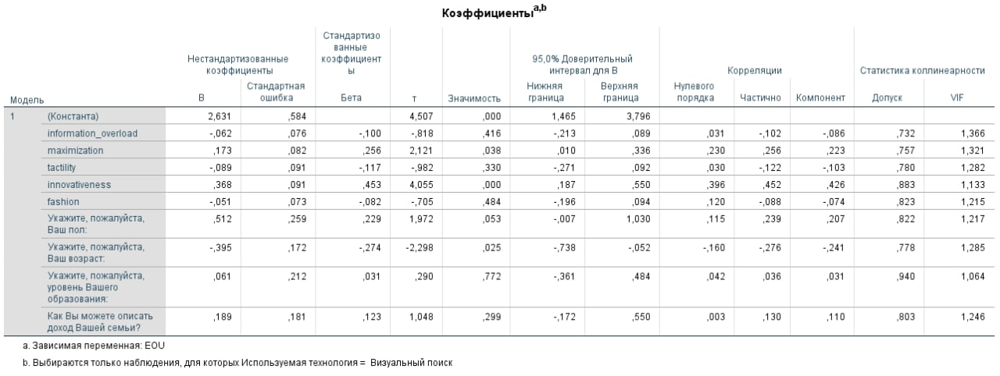 Коэффициенты a,b
Стандартизо
ванные
коэффициент
ы
Нестандартизованные
коэффициенты
95,0% Доверительный
интервал для B
Корреляции
Статистика коллинеарности
Модель
B
Стандартная
ошибка
Бета
т
Значимость
Нижняя
граница
Верхняя
граница
Нулевого
порядка
Частично
Компонент
Допуск
VIF
1 (Константа) 2,631 ,584 4,507 ,000 1,465 3,796
information_overload -,062 ,076 -,100 -,818 ,416 -,213 ,089 ,031 -,102 -,086 ,732 1,366
maximization ,173 ,082 ,256 2,121 ,038 ,010 ,336 ,230 ,256 ,223 ,757 1,321
tactility -,089 ,091 -,117 -,982 ,330 -,271 ,092 ,030 -,122 -,103 ,780 1,282
innovativeness ,368 ,091 ,453 4,055 ,000 ,187 ,550 ,396 ,452 ,426 ,883 1,133
fashion -,051 ,073 -,082 -,705 ,484 -,196 ,094 ,120 -,088 -,074 ,823 1,215
Укажите, пожалуйста, ,512 ,259 ,229 1,972 ,053 -,007 1,030 ,115 ,239 ,207 ,822 1,217
Ваш пол:
Укажите, пожалуйста, -,395 ,172 -,274 -2,298 ,025 -,738 -,052 -,160 -,276 -,241 ,778 1,285
Ваш возраст:
Укажите, пожалуйста, ,061 ,212 ,031 ,290 ,772 -,361 ,484 ,042 ,036 ,031 ,940 1,064
уровень Вашего
образования:
Как Вы можете описать ,189 ,181 ,123 1,048 ,299 -,172 ,550 ,003 ,130 ,110 ,803 1,246
доход Вашей семьи?
a. Зависимая переменная: EOU
b. Выбираются только наблюдения, для которых Используемая технология = Визуальный поиск